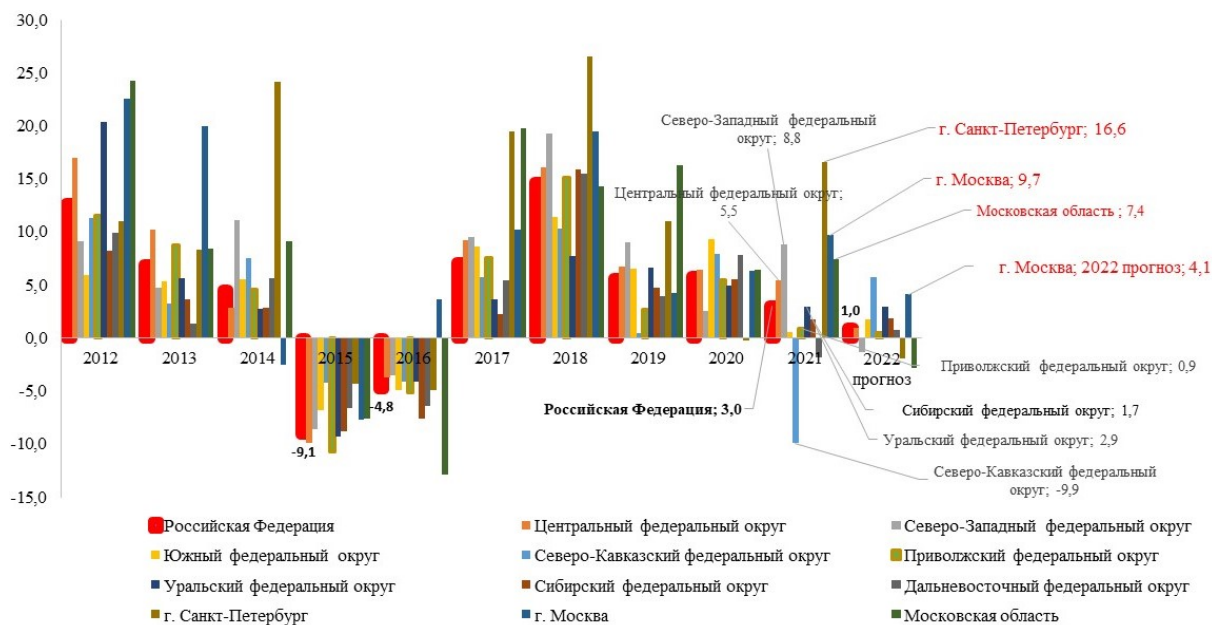 30,0
25,0
20,0
15,0
10,0
5,0
0,0
-5,0
-10,0
-15,0
2012
2013
2014
2015
2016
2017
2018
2019
2020
2021
2022
прогноз
-9,1
-4,8
1,0
Северо-Западный федеральный
округ; 8,8
Центральный федеральный округ;
5,5
г. Санкт-Петербург; 16,6
г. Москва; 9,7
Московская область ; 7,4
г. Москва; 2022 прогноз; 4,1
Приволжский федеральный округ; 0,9
Российская Федерация; 3,0
Сибирский федеральный округ; 1,7
Уральский федеральный округ; 2,9
Северо-Кавказский федеральный
округ; -9,9
Российская Федерация
Центральный федеральный округ
Северо-Западный федеральный округ
Южный федеральный округ
Северо-Кавказский федеральный округ
Приволжский федеральный округ
Уральский федеральный округ
Сибирский федеральный округ
Дальневосточный федеральный округ
г. Санкт-Петербург
г. Москва
Московская область